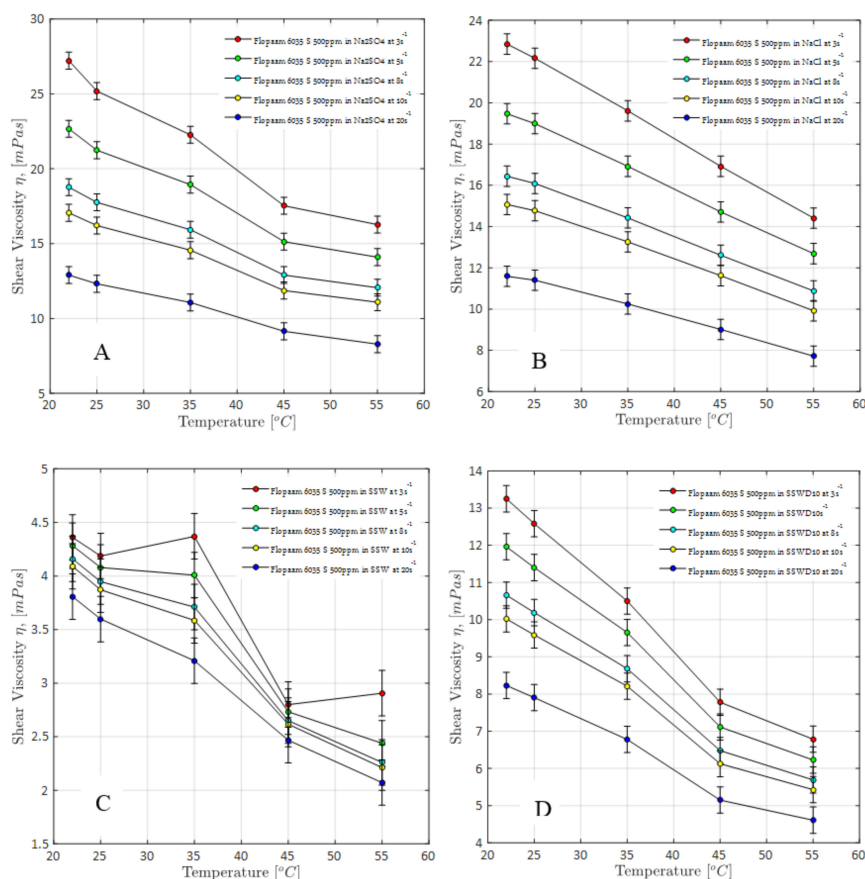 30
25
20
15
10
5
Shear Viscosity η, [mPas]
Flopaam 6035 S 500ppm in Na2SO4 at 3s-1
Flopaam 6035 S 500ppm in Na2SO4 at 5s-1
Flopaam 6035 S 500ppm in Na2SO4 at 8s-1
Flopaam 6035 S 500ppm in Na2SO4 at 10s-1
Flopaam 6035 S 500ppm in Na2SO4 at 20s-1
A
20 25 30 35 40 45 50 55 60
Temperature [°C]
24
22
20
18
16
14
12
10
8
6
Shear Viscosity η, [mPas]
Flopaam 6035 S 500ppm in NaCl at 3s-1
Flopaam 6035 S 500ppm in NaCl at 5s-1
Flopaam 6035 S 500ppm in NaCl at 8s-1
Flopaam 6035 S 500ppm in NaCl at 10s-1
Flopaam 6035 S 500ppm in NaCl at 20s-1
B
20 25 30 35 40 45 50 55 60
Temperature [°C]
5
4.5
4
3.5
3
2.5
2
1.5
Shear Viscosity η, [mPas]
Flopaam 6035 S 500ppm in SSW at 3s-1
Flopaam 6035 S 500ppm in SSW at 5s-1
Flopaam 6035 S 500ppm in SSW at 8s-1
Flopaam 6035 S 500ppm in SSW at 10s-1
Flopaam 6035 S 500ppm in SSW at 20s-1
C
20 25 30 35 40 45 50 55 60
Temperature [°C]
14
13
12
11
10
9
8
7
6
5
4
Shear Viscosity η, [mPas]
Flopaam 6035 S 500ppm in SSWD10 at 3s-1
Flopaam 6035 S 500ppm in SSWD10s-1
Flopaam 6035 S 500ppm in SSWD10 at 8s-1
Flopaam 6035 S 500ppm in SSWD10 at 10s-1
Flopaam 6035 S 500ppm in SSWD10 at 20s-1
D
20 25 30 35 40 45 50 55 60
Temperature [°C]